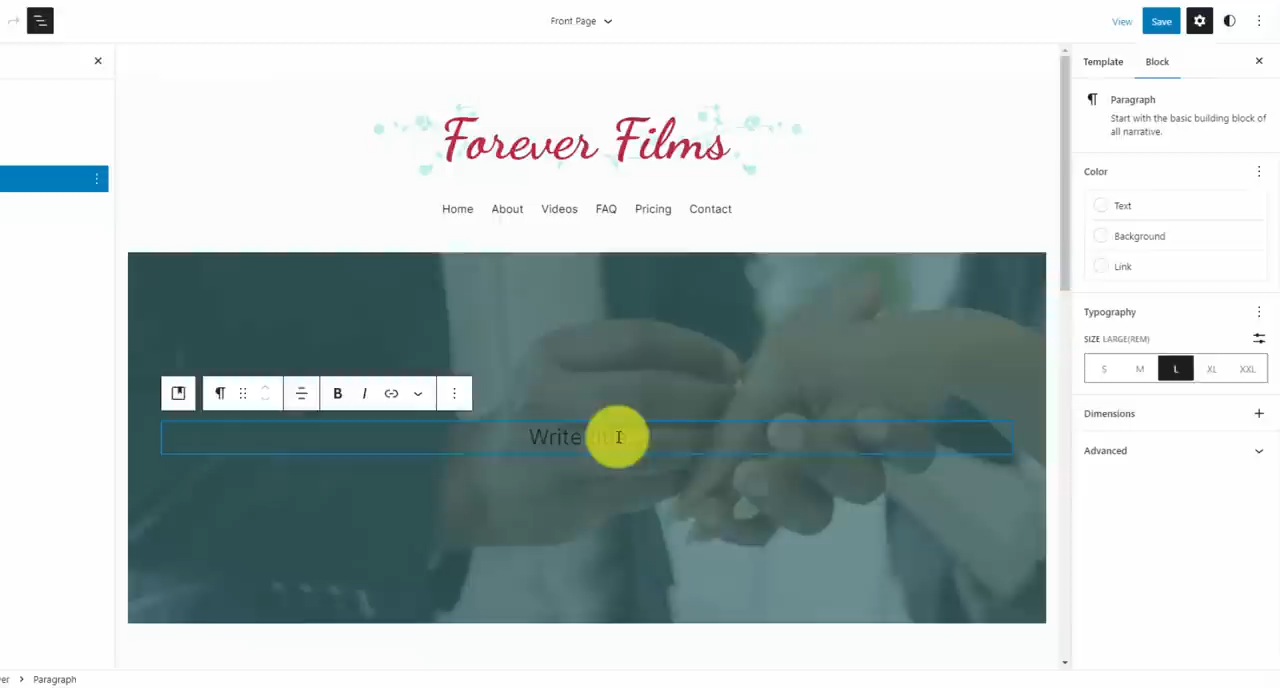 Front Page
View
Save
Template
Block
Paragraph
Start with the basic building block of
all narrative.
Color
Text
Background
Link
Typography
SIZE LARGE(REM)
S M L XL XXL
Dimensions
Advanced
Forever Films
Home About Videos FAQ Pricing Contact
B I
Write
Paragraph